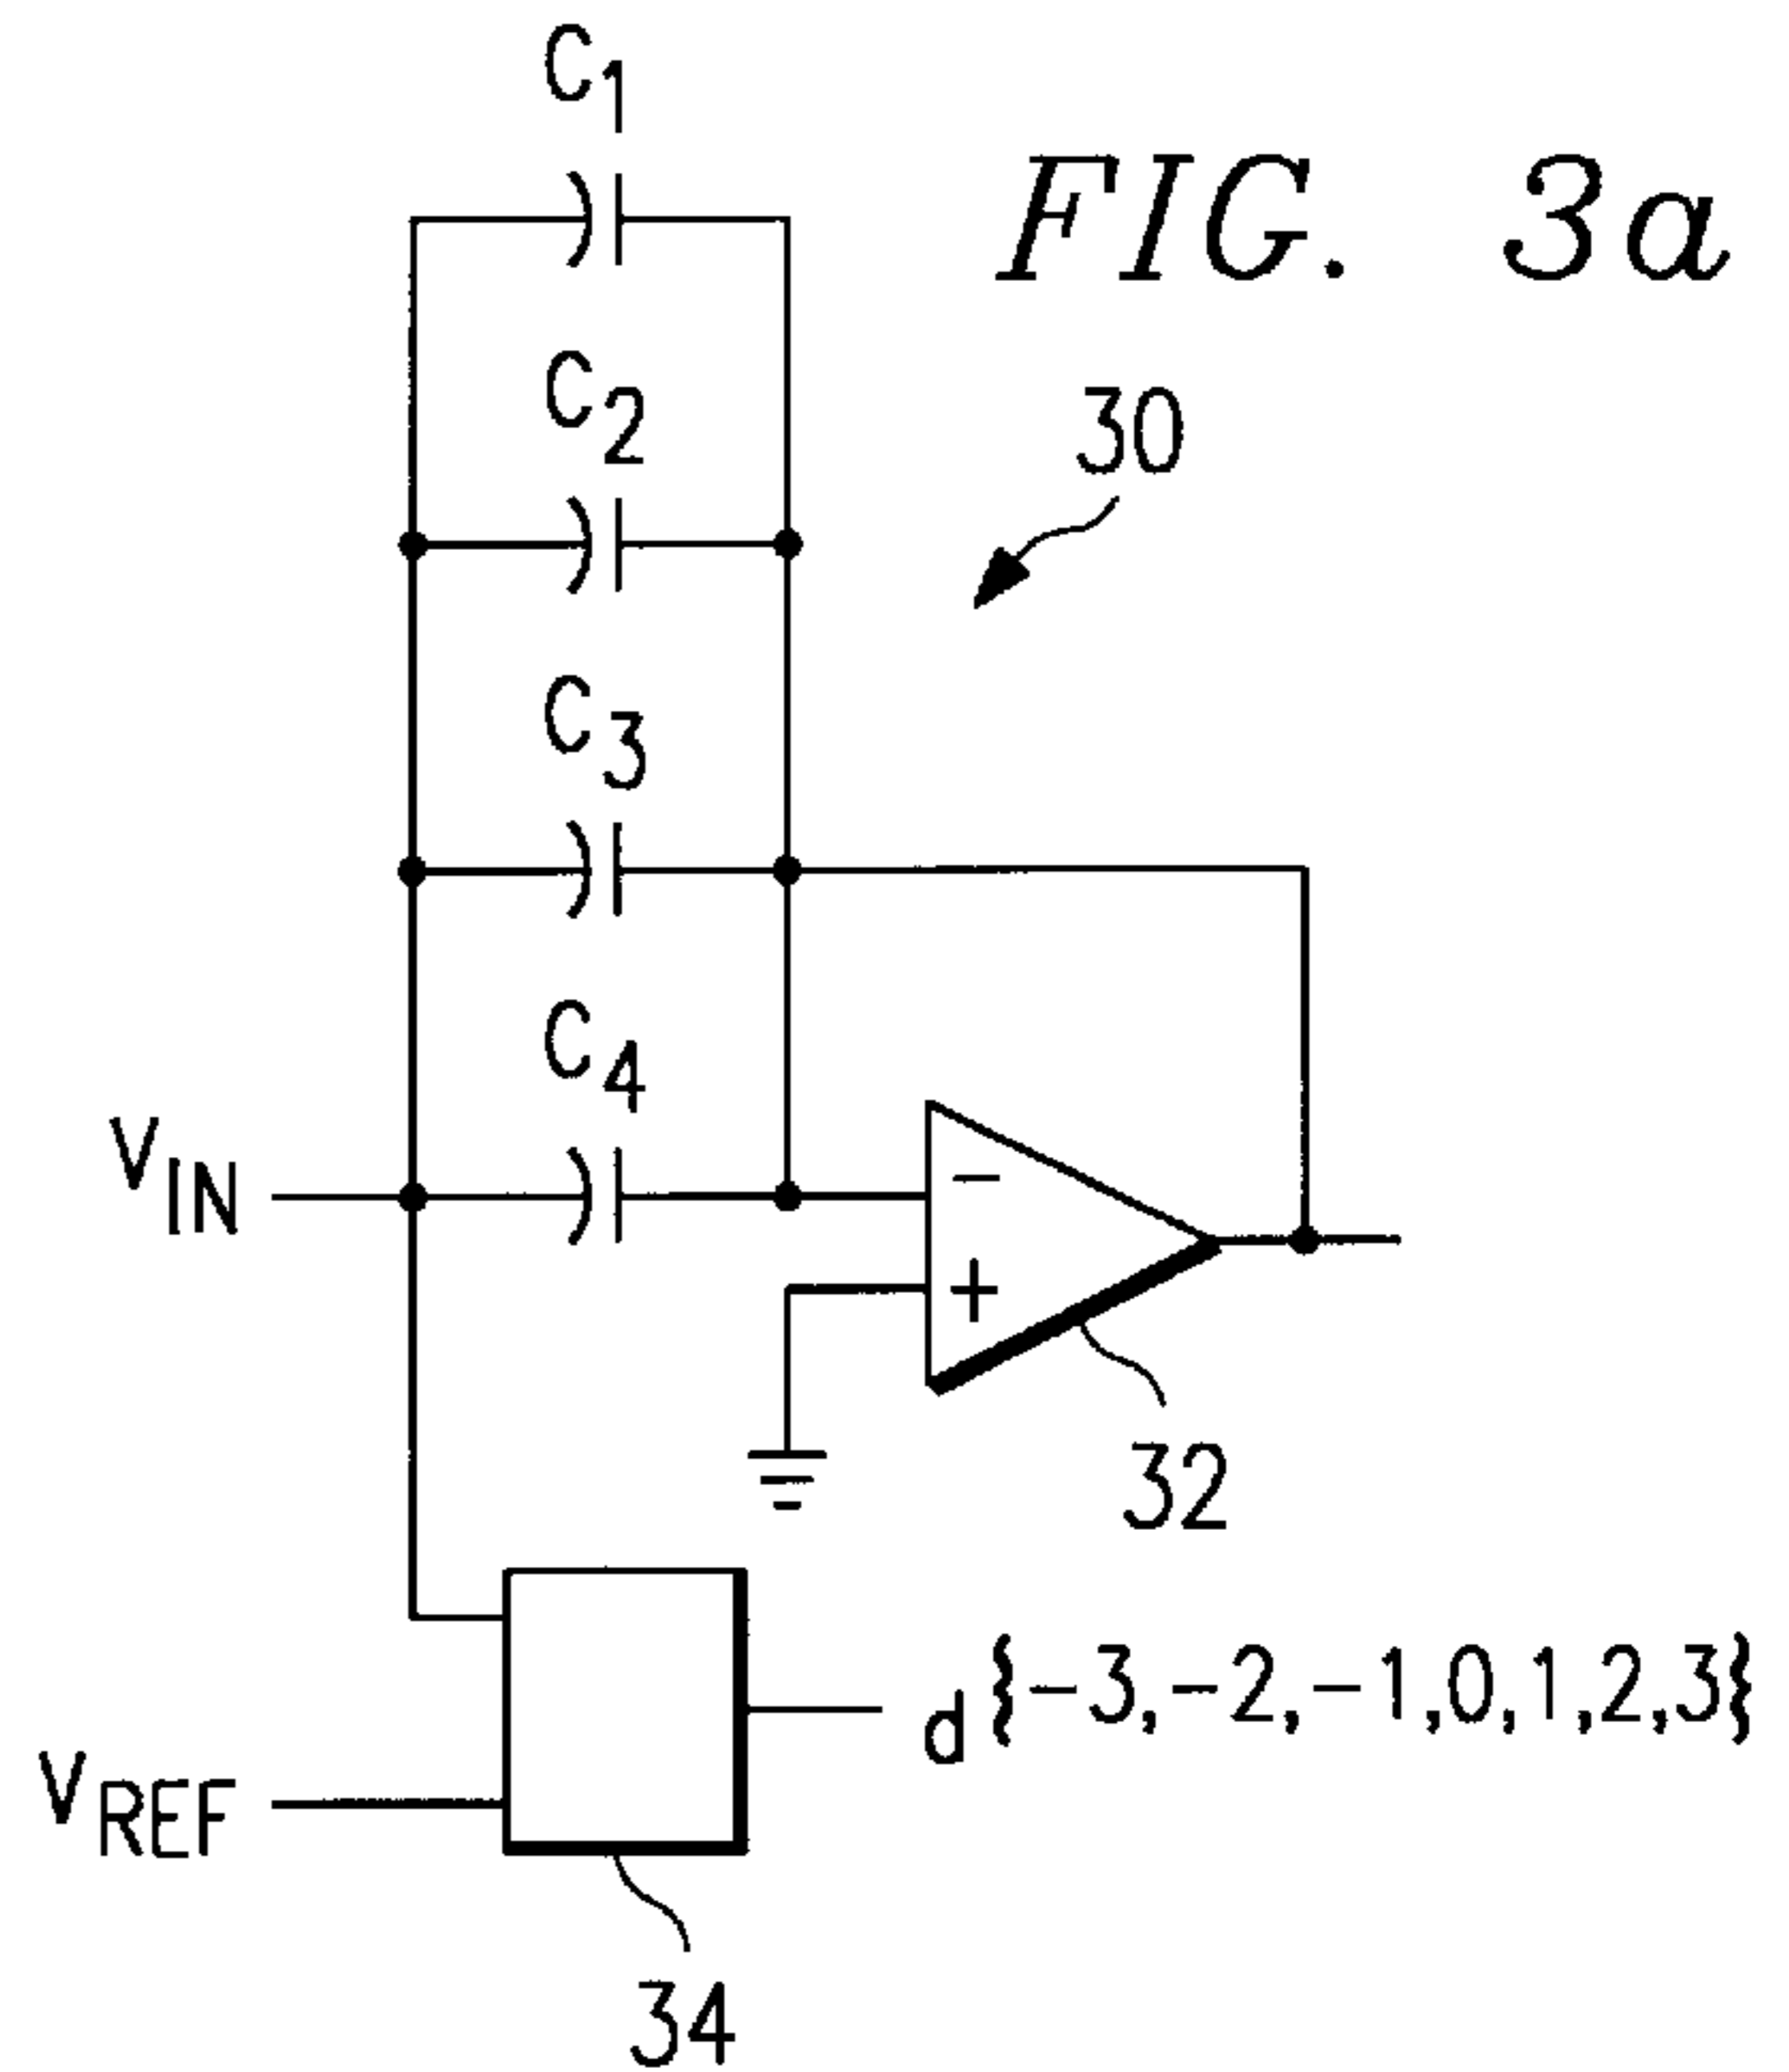 C1
FIG. 3a
C2
30
C3
C4
VIN
−
+
32
d{-3,-2,-1,0,1,2,3}
VREF
34